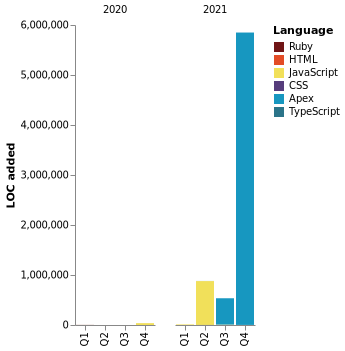 2020 2021
Language
Ruby
HTML
JavaScript
CSS
Apex
TypeScript
LOC added
6,000,000
5,000,000
4,000,000
3,000,000
2,000,000
1,000,000
0
Q1 Q2 Q3 Q4 Q1 Q2 Q3 Q4